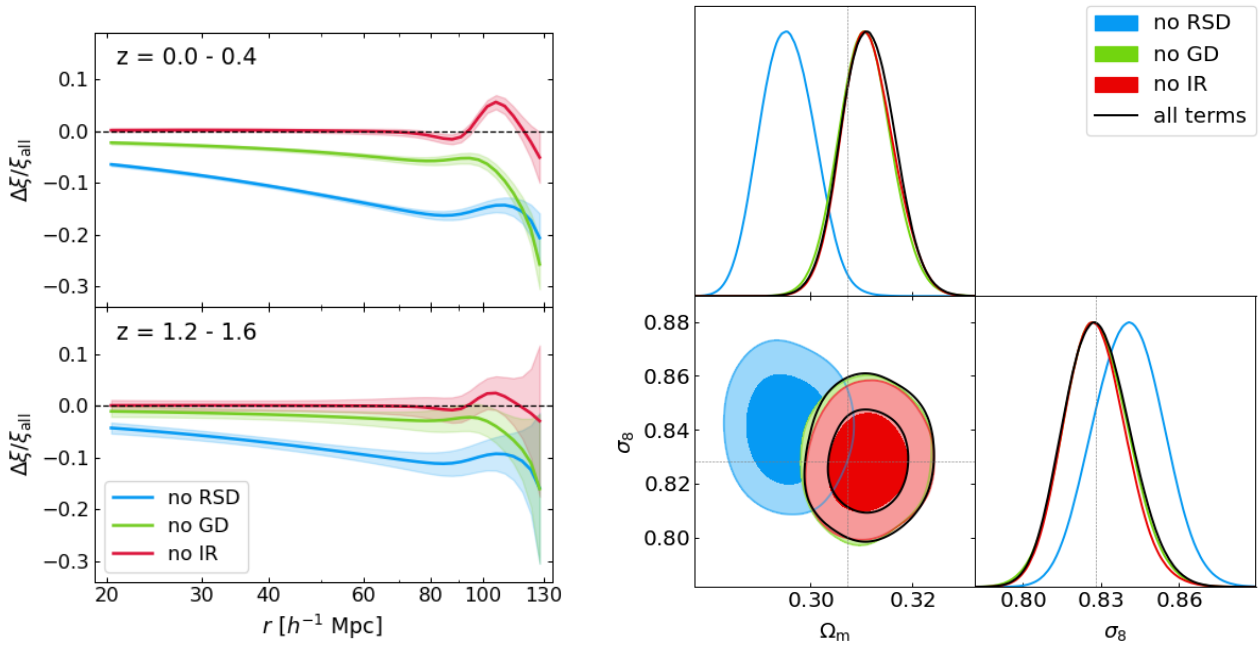 z = 0.0 - 0.4
Δξ/ξall
0.1
0.0
−0.1
−0.2
−0.3
z = 1.2 - 1.6
Δξ/ξall
0.1
0.0
−0.1
−0.2
−0.3
no RSD
no GD
no IR
20 30 40 60 80 100 130
r [h⁻¹ Mpc]
no RSD
no GD
no IR
all terms
σ₈
0.88
0.86
0.84
0.82
0.80
0.30 0.32
Ωm
0.80 0.83 0.86
σ₈